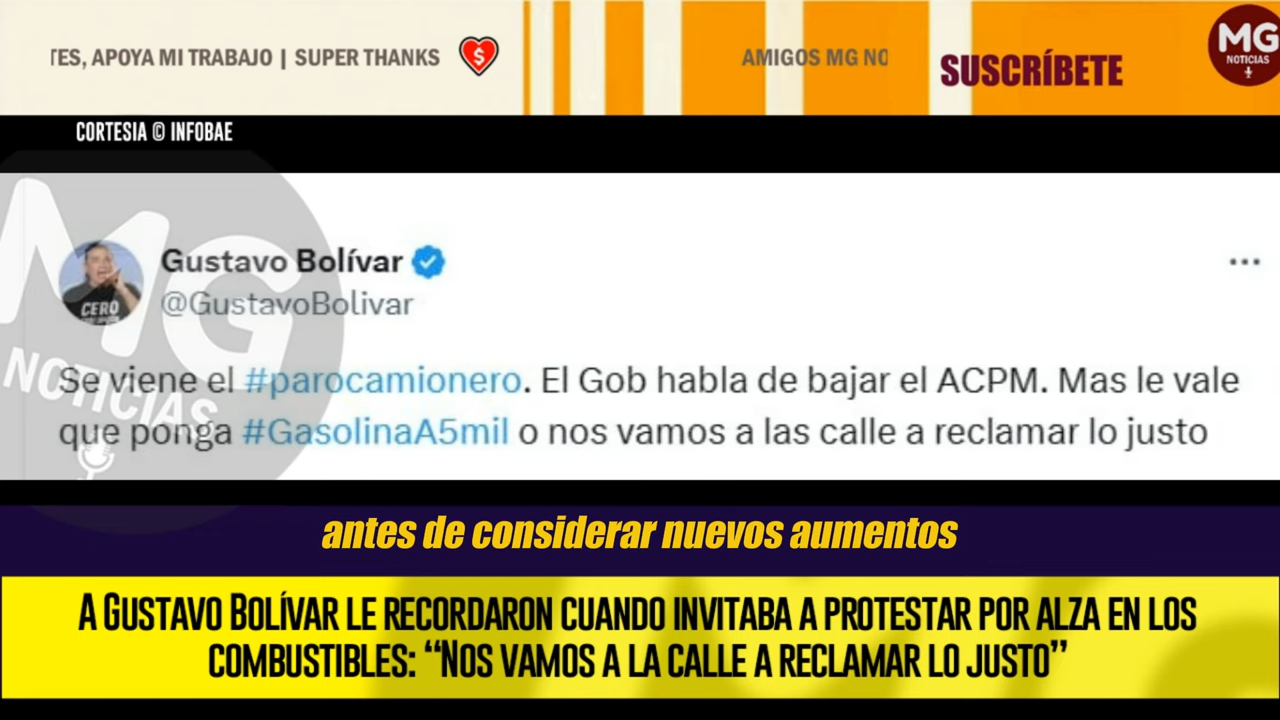 TES, APOYA MI TRABAJO | SUPER THANKS
AMIGOS MG NO
SUSCRÍBETE
MG
NOTICIAS
CORTESIA © INFOBAE
Gustavo Bolívar
@GustavoBolivar
CERO
Se viene el #parocamionero. El Gob habla de bajar el ACPM. Mas le vale
que ponga #GasolinaA5mil o nos vamos a las calle a reclamar lo justo
MG
NOTICIAS
antes de considerar nuevos aumentos
A GUSTAVO BOLÍVAR LE RECORDARON CUANDO INVITABA A PROTESTAR POR ALZA EN LOS
COMBUSTIBLES: “NOS VAMOS A LA CALLE A RECLAMAR LO JUSTO”